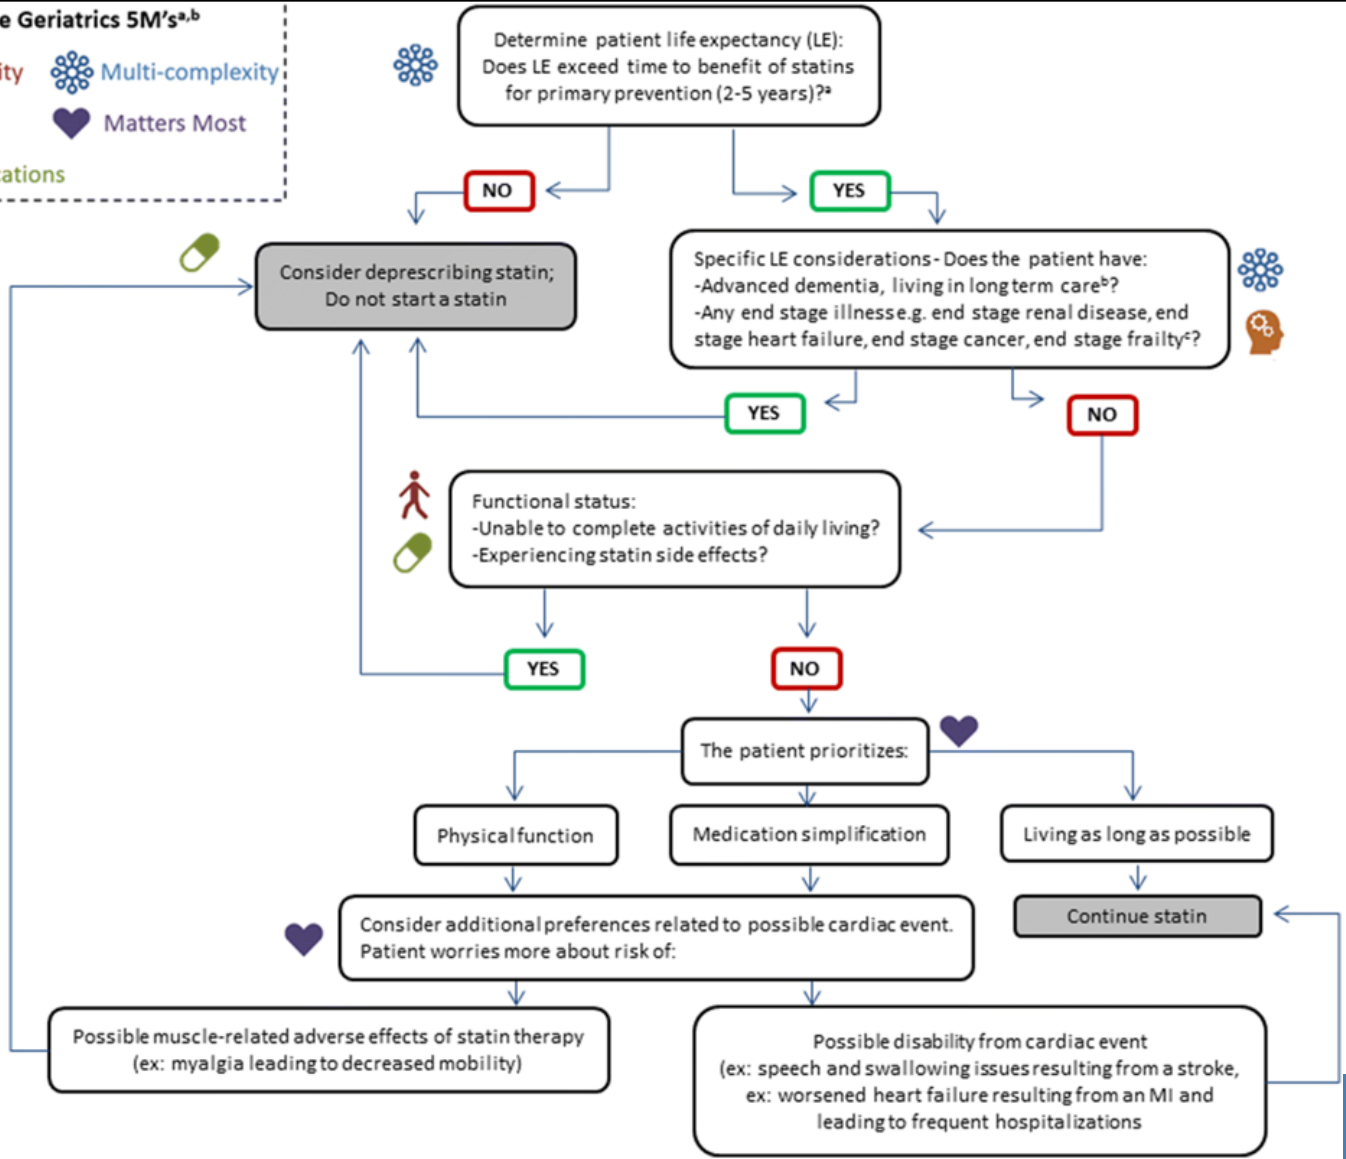 e Geriatrics 5M'sᵃ,ᵇ
ity
Multi-complexity
Matters Most
cations
Determine patient life expectancy (LE):
Does LE exceed time to benefit of statins
for primary prevention (2-5 years)?ᵃ
NO
YES
Consider deprescribing statin;
Do not start a statin
Specific LE considerations - Does the patient have:
-Advanced dementia, living in long term careᵇ?
-Any end stage illness e.g. end stage renal disease, end
stage heart failure, end stage cancer, end stage frailtyᶜ?
YES
NO
Functional status:
-Unable to complete activities of daily living?
-Experiencing statin side effects?
YES
NO
The patient prioritizes:
Physical function
Medication simplification
Living as long as possible
Consider additional preferences related to possible cardiac event.
Patient worries more about risk of:
Continue statin
Possible muscle-related adverse effects of statin therapy
(ex: myalgia leading to decreased mobility)
Possible disability from cardiac event
(ex: speech and swallowing issues resulting from a stroke,
ex: worsened heart failure resulting from an MI and
leading to frequent hospitalizations